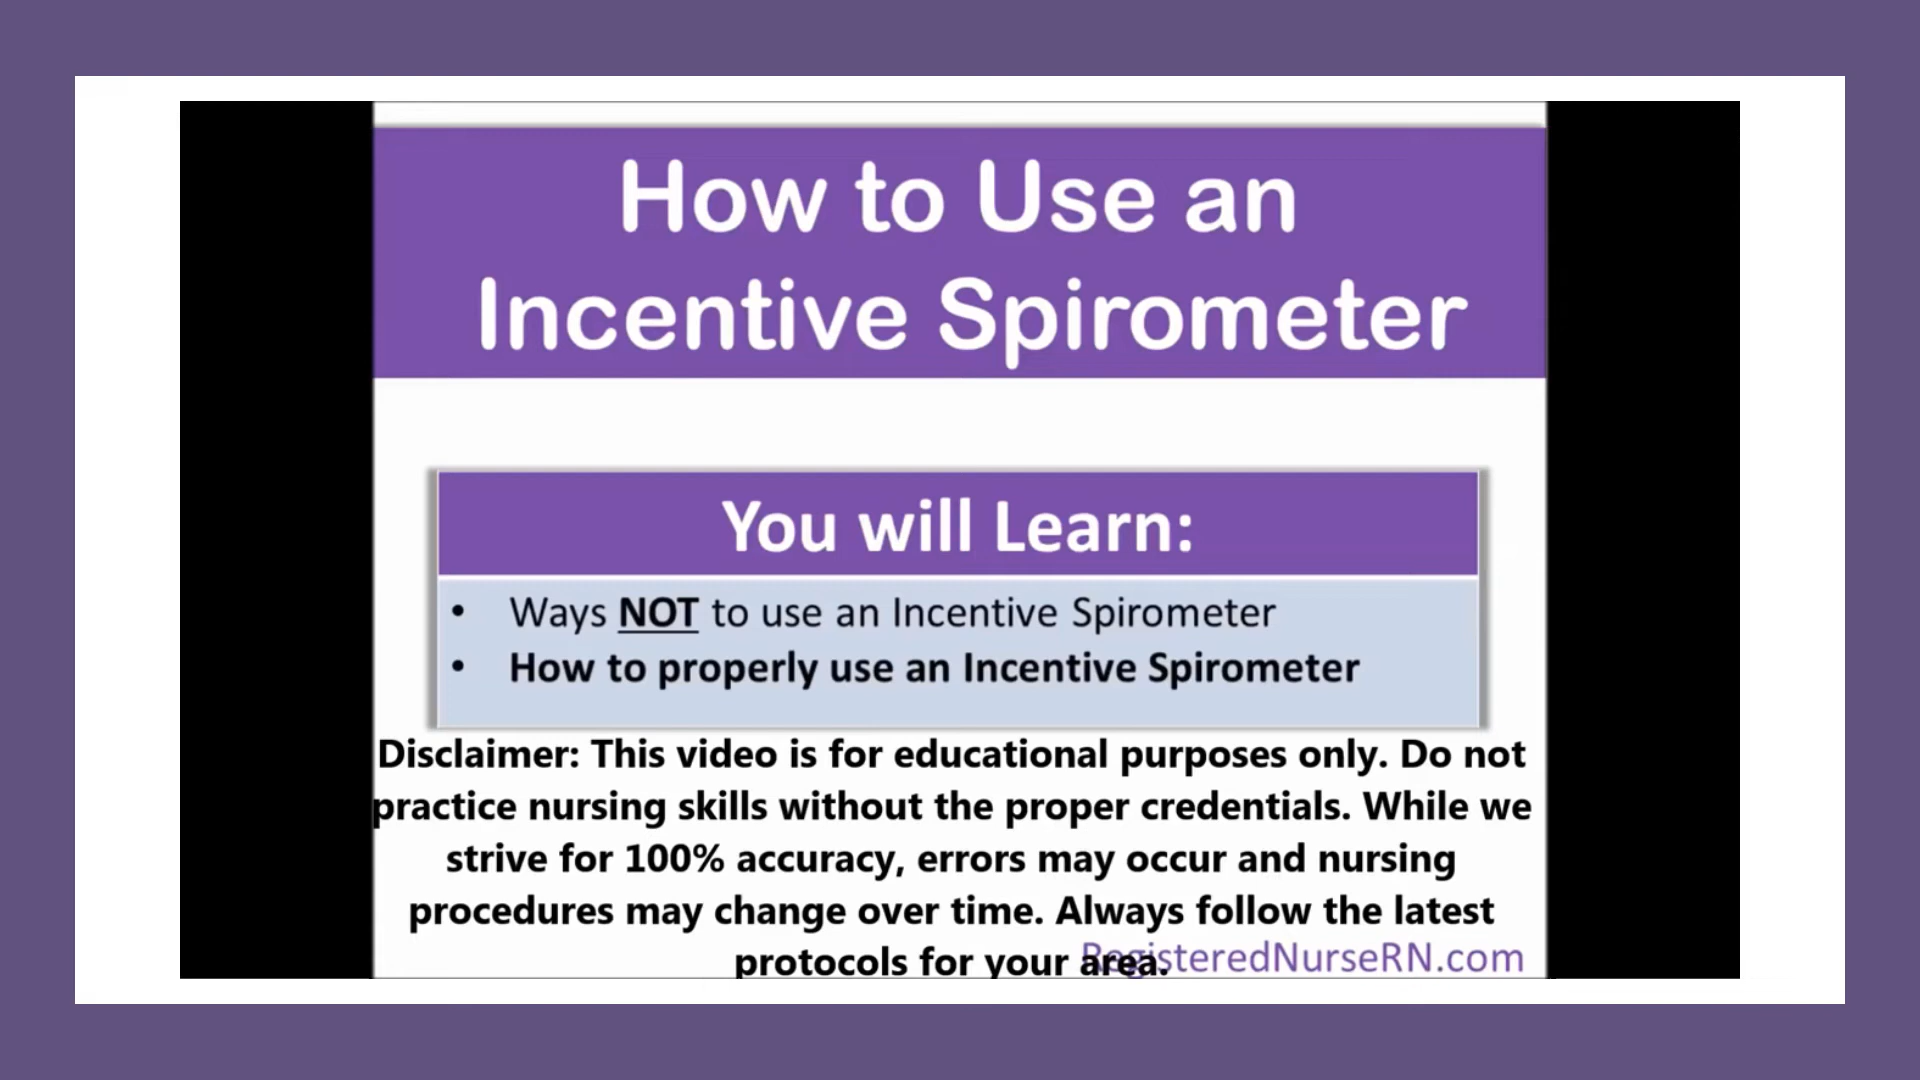 How to Use an
Incentive Spirometer
You will Learn:
• Ways NOT to use an Incentive Spirometer
• How to properly use an Incentive Spirometer
Disclaimer: This video is for educational purposes only. Do not
practice nursing skills without the proper credentials. While we
strive for 100% accuracy, errors may occur and nursing
procedures may change over time. Always follow the latest
protocols for your area.
RegisteredNurseRN.com